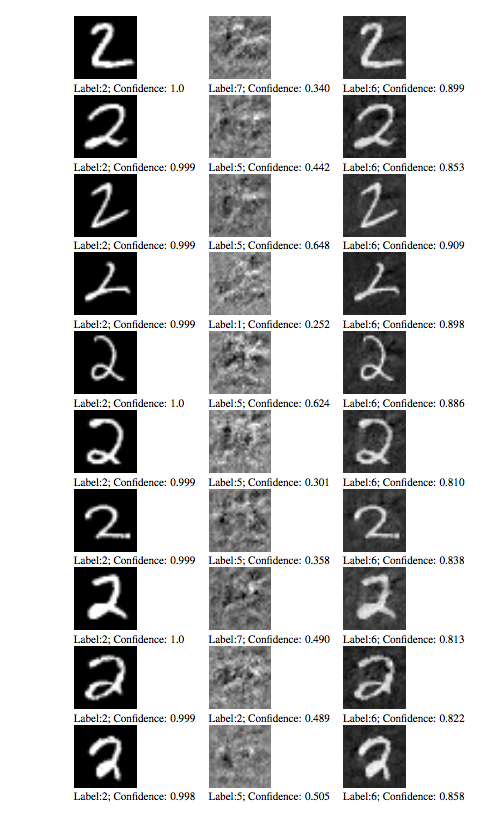 Label:2; Confidence: 1.0 Label:7; Confidence: 0.340 Label:6; Confidence: 0.899
Label:2; Confidence: 0.999 Label:5; Confidence: 0.442 Label:6; Confidence: 0.853
Label:2; Confidence: 0.999 Label:5; Confidence: 0.648 Label:6; Confidence: 0.909
Label:2; Confidence: 0.999 Label:1; Confidence: 0.252 Label:6; Confidence: 0.898
Label:2; Confidence: 1.0 Label:5; Confidence: 0.624 Label:6; Confidence: 0.886
Label:2; Confidence: 0.999 Label:5; Confidence: 0.301 Label:6; Confidence: 0.810
Label:2; Confidence: 0.999 Label:5; Confidence: 0.358 Label:6; Confidence: 0.838
Label:2; Confidence: 1.0 Label:7; Confidence: 0.490 Label:6; Confidence: 0.813
Label:2; Confidence: 0.999 Label:2; Confidence: 0.489 Label:6; Confidence: 0.822
Label:2; Confidence: 0.998 Label:5; Confidence: 0.505 Label:6; Confidence: 0.858